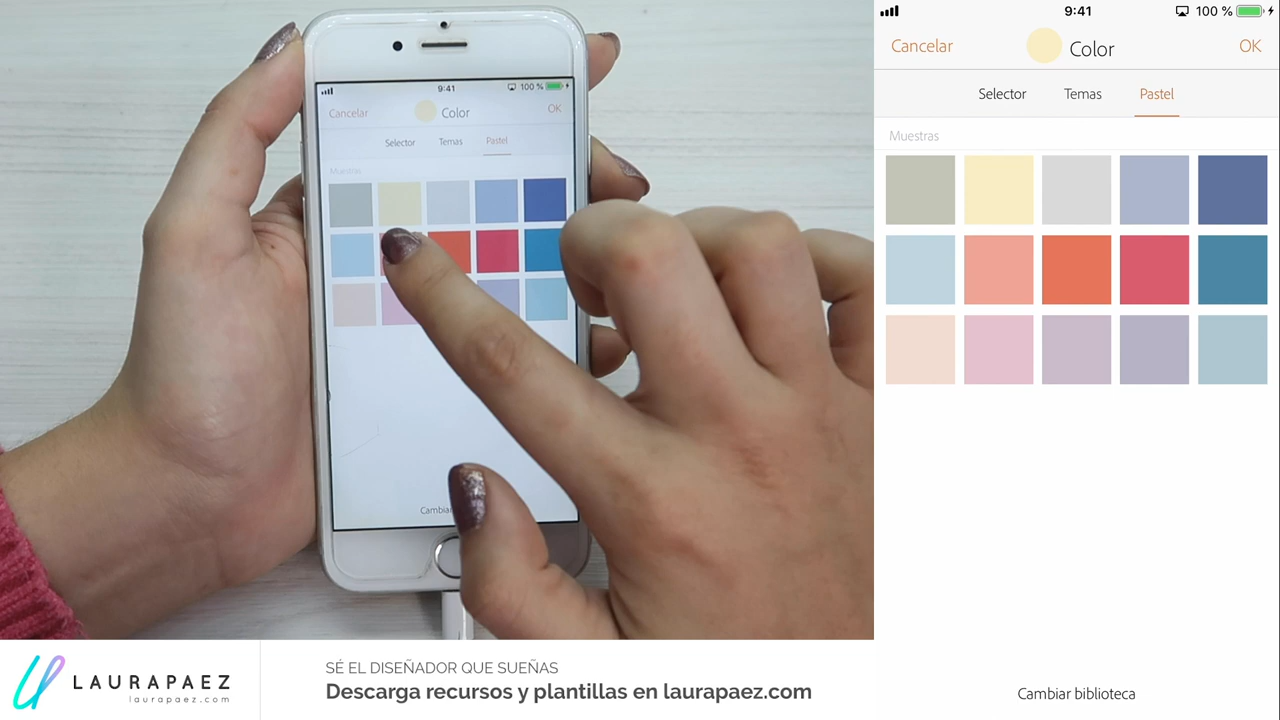 9:41
100 %
Cancelar
Color
OK
Selector
Temas
Pastel
Muestras
9:41
100 %
Cancelar
Color
OK
Selector
Temas
Pastel
Muestras
Cambiar biblioteca
LAURAPAEZ
laurapaez.com
SÉ EL DISEÑADOR QUE SUEÑAS
Descarga recursos y plantillas en laurapaez.com